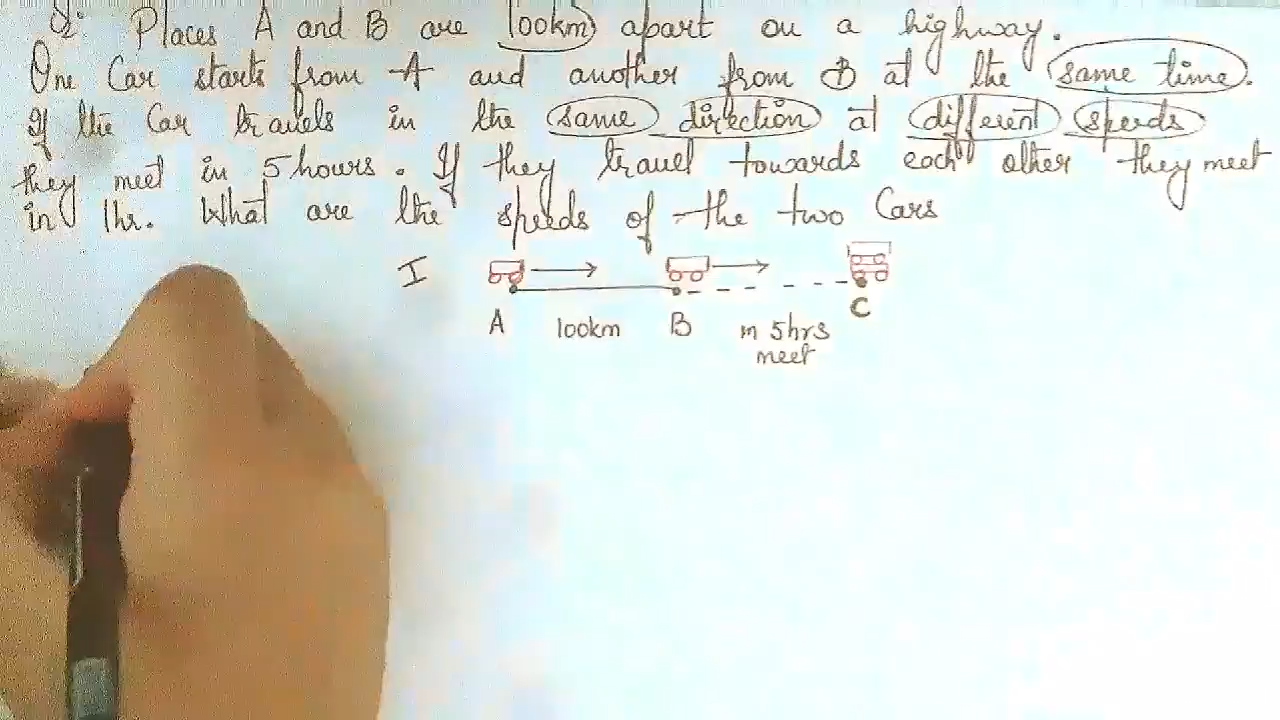 Q: Places A and B are 100km apart on a highway.
One Car starts from A and another from B at the same time.
If the Car travels in the same direction at different speeds
they meet in 5 hours. If they travel towards each other they meet
in 1hr. What are the speeds of the two Cars
I
A 100km B m 5hrs C
meet